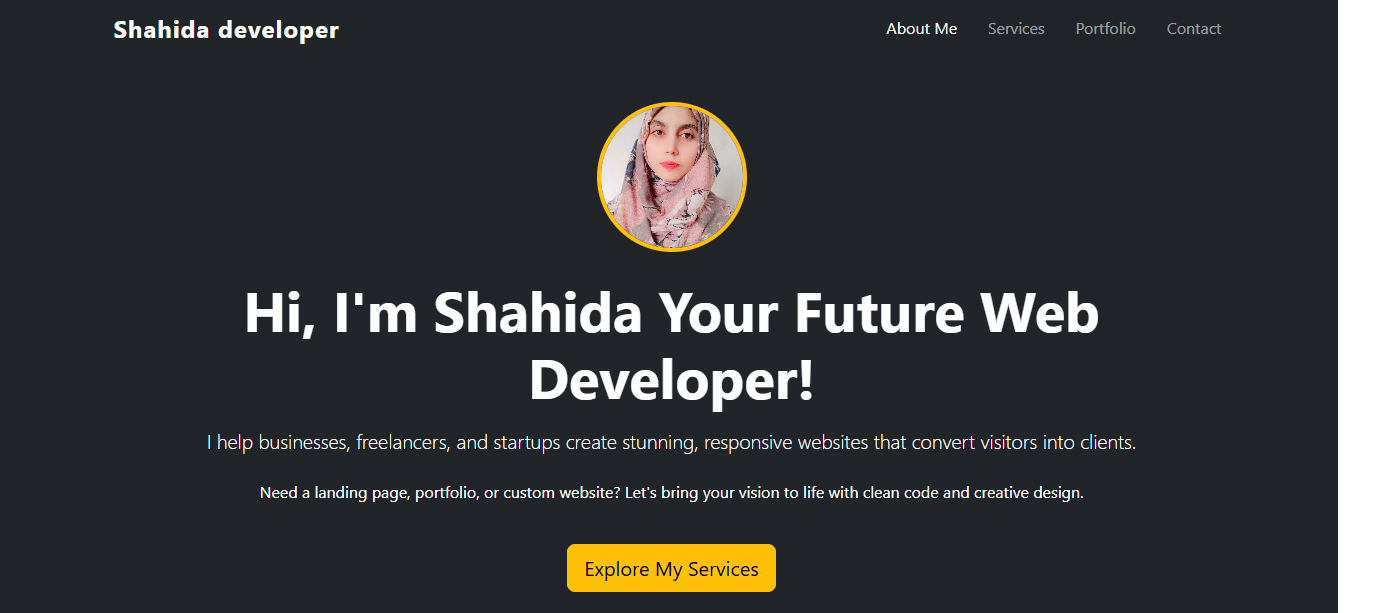 Shahida developer
About Me Services Portfolio Contact
Hi, I'm Shahida Your Future Web
Developer!
I help businesses, freelancers, and startups create stunning, responsive websites that convert visitors into clients.
Need a landing page, portfolio, or custom website? Let's bring your vision to life with clean code and creative design.
Explore My Services